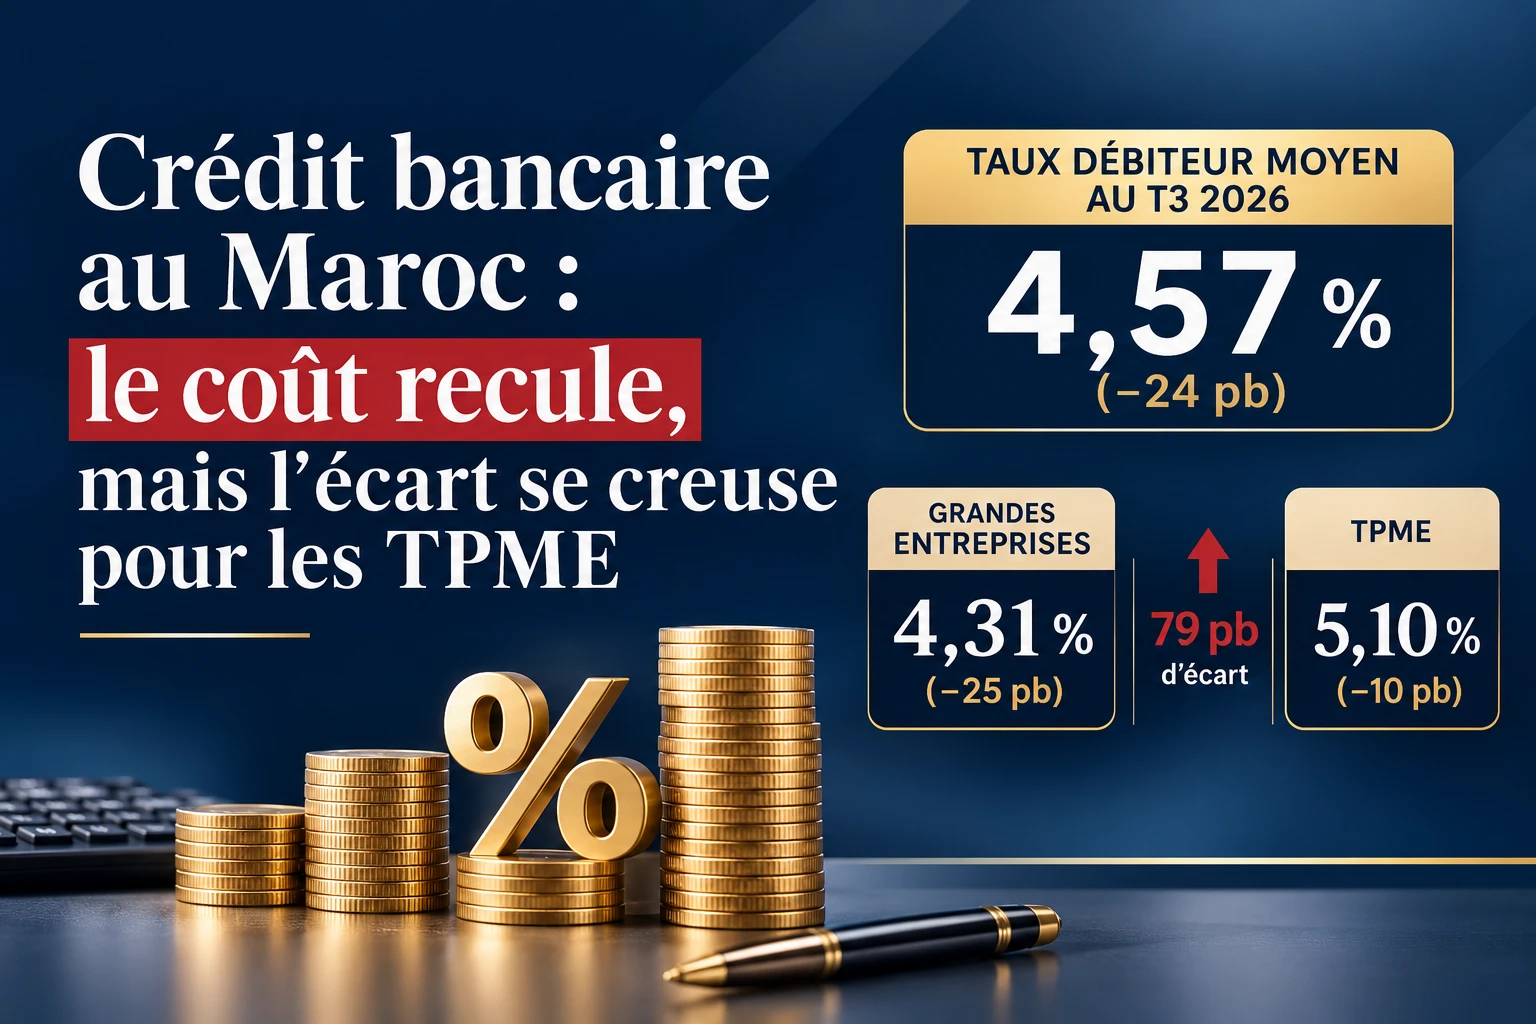 Crédit bancaire
au Maroc :
le coût recule,
mais l’écart se creuse
pour les TPME
TAUX DÉBITEUR MOYEN
AU T3 2026
4,57 %
(−24 pb)
GRANDES
ENTREPRISES
4,31 %
(−25 pb)
79 pb
d’écart
TPME
5,10 %
(−10 pb)
%